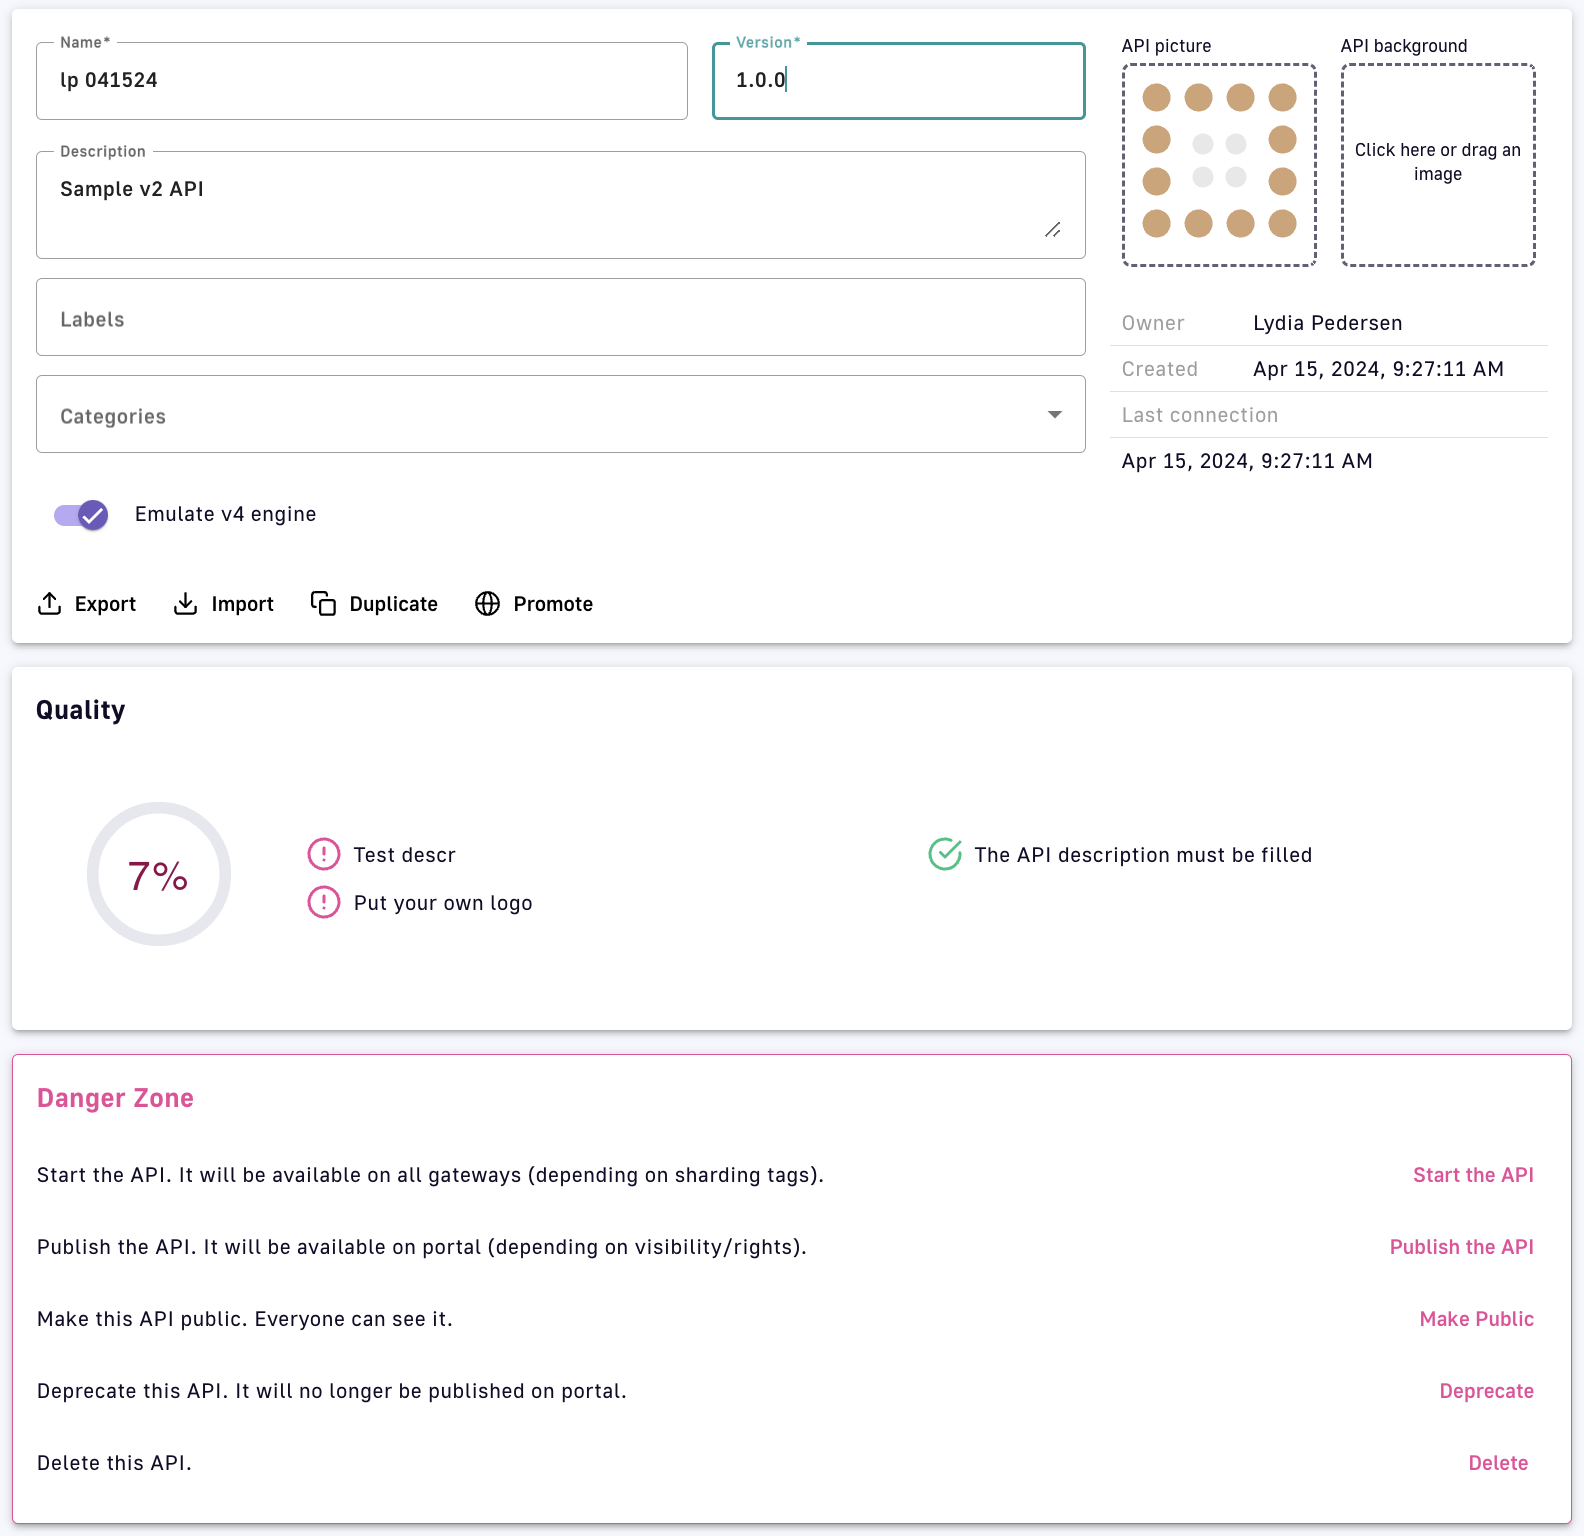 Name*
lp 041524
Version*
1.0.0
Description
Sample v2 API
Labels
Categories
Emulate v4 engine
Export
Import
Duplicate
Promote
API picture
API background
Click here or drag an
image
Owner Lydia Pedersen
Created Apr 15, 2024, 9:27:11 AM
Last connection
Apr 15, 2024, 9:27:11 AM
Quality
7%
Test descr
Put your own logo
The API description must be filled
Danger Zone
Start the API. It will be available on all gateways (depending on sharding tags). Start the API
Publish the API. It will be available on portal (depending on visibility/rights). Publish the API
Make this API public. Everyone can see it. Make Public
Deprecate this API. It will no longer be published on portal. Deprecate
Delete this API. Delete